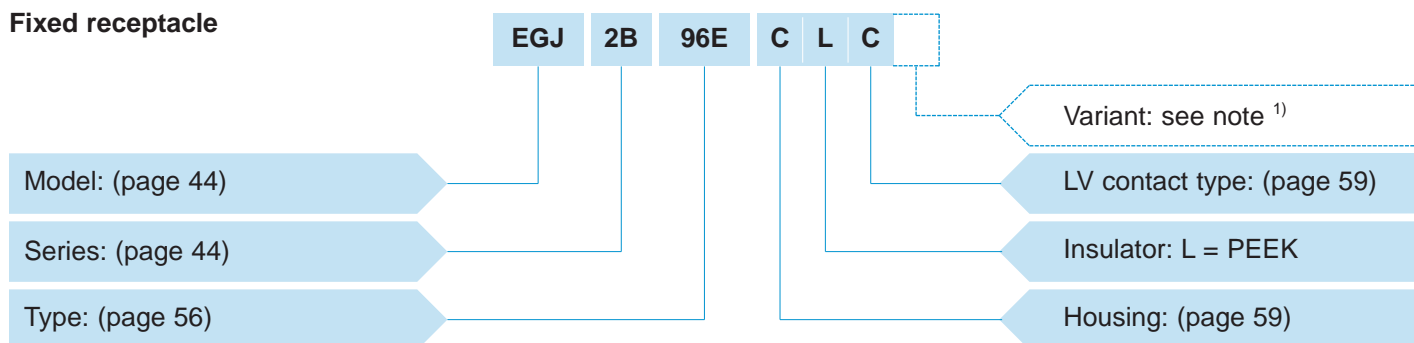 Fixed receptacle
EGJ 2B 96E C L C
Variant: see note 1)
Model: (page 44)
LV contact type: (page 59)
Series: (page 44)
Insulator: L = PEEK
Type: (page 56)
Housing: (page 59)